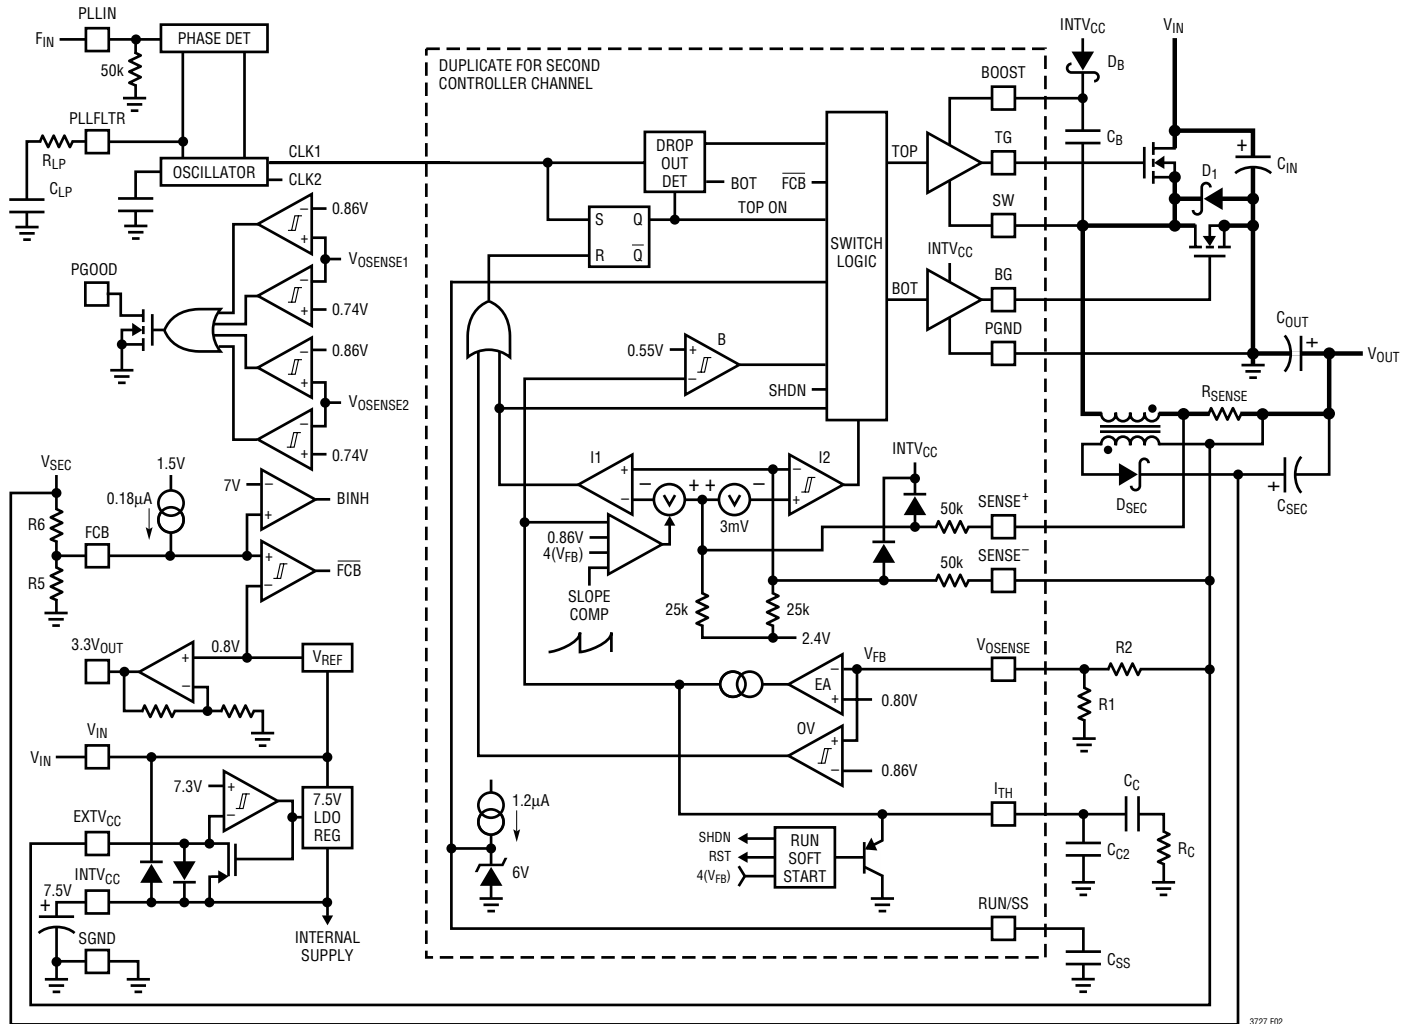 PLLIN
F_IN
PHASE DET
50k
PLLFLTR
R_LP
C_LP
OSCILLATOR
CLK1
CLK2
0.86V
V_OSENSE1
0.74V
PGOOD
0.86V
V_OSENSE2
0.74V
V_SEC
1.5V
7V
BINH
0.18µA
R6
FCB
F̅C̅B̅
R5
3.3V_OUT
0.8V
V_REF
V_IN
V_IN
7.3V
7.5V
LDO
REG
EXTV_CC
INTV_CC
7.5V
+
SGND
INTERNAL
SUPPLY
DUPLICATE FOR SECOND
CONTROLLER CHANNEL
DROP
OUT
DET
BOT
F̅C̅B̅
TOP ON
S Q
R Q̅
SWITCH
LOGIC
TOP
BOT
INTV_CC
B
0.55V
SHDN
I1
I2
3mV
0.86V
4(V_FB)
SLOPE
COMP
25k
25k
2.4V
INTV_CC
50k
50k
V_FB
EA
0.80V
OV
0.86V
1.2µA
6V
SHDN
RST
4(V_FB)
RUN
SOFT
START
BOOST
TG
SW
BG
PGND
SENSE⁺
SENSE⁻
V_OSENSE
I_TH
RUN/SS
INTV_CC
D_B
C_B
V_IN
+
C_IN
D_1
C_OUT
+
V_OUT
R_SENSE
D_SEC
+
C_SEC
R2
R1
C_C
C_C2
R_C
C_SS
3727 F02